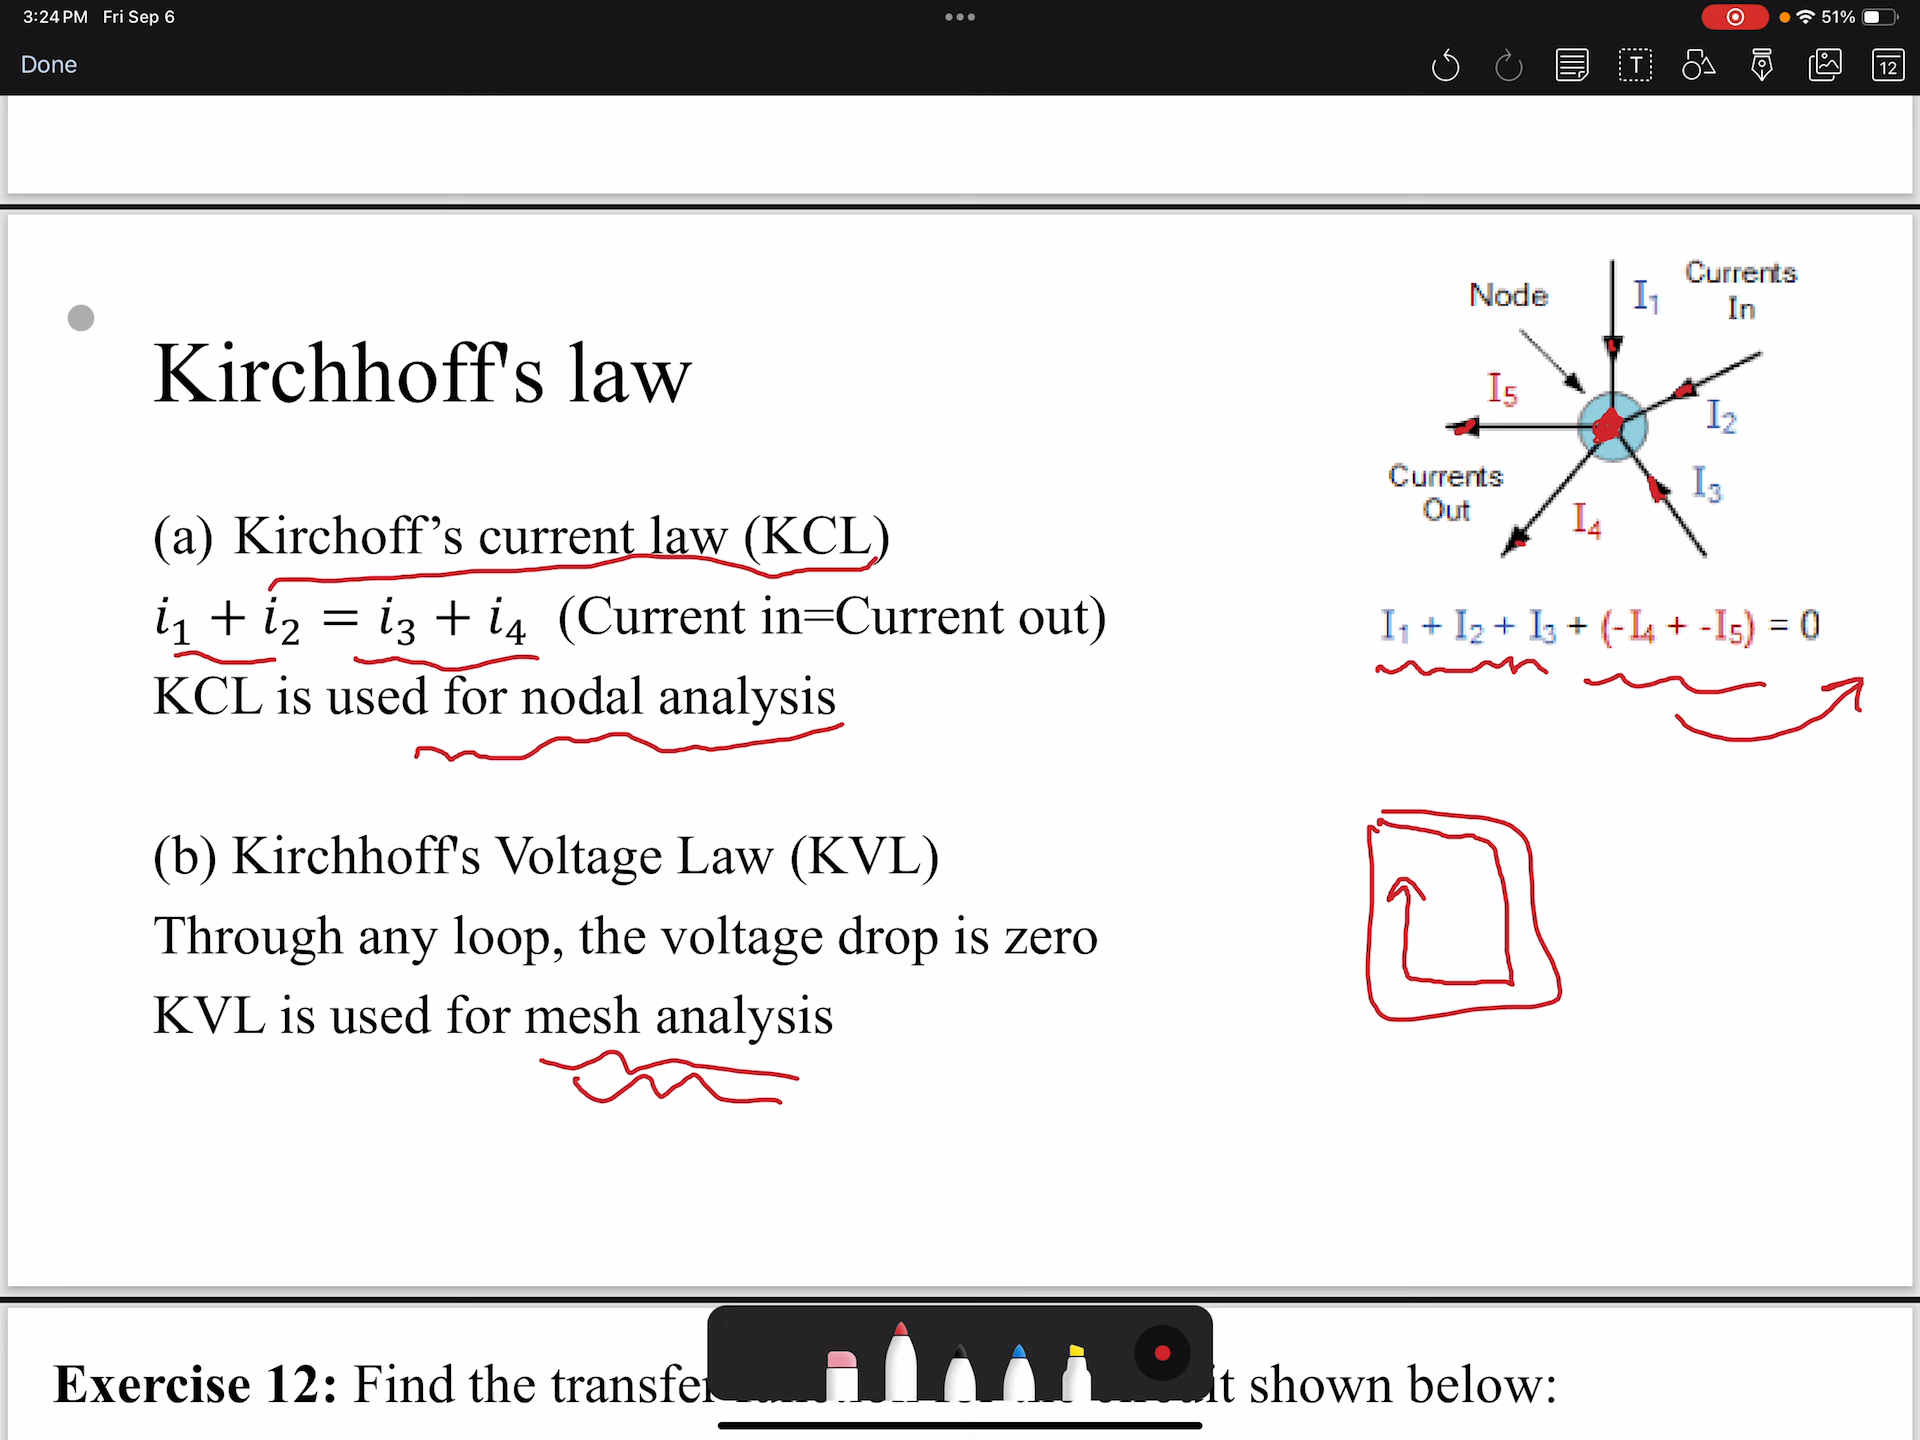 3:24 PM Fri Sep 6
51%
Done
T
12
Kirchhoff's law
(a) Kirchoff’s current law (KCL)
i₁ + i₂ = i₃ + i₄ (Current in=Current out)
KCL is used for nodal analysis
(b) Kirchhoff's Voltage Law (KVL)
Through any loop, the voltage drop is zero
KVL is used for mesh analysis
Node
I₁
Currents
In
I₅
I₂
Currents
Out
I₃
I₄
I₁ + I₂ + I₃ + (-I₄ + -I₅) = 0
Exercise 12: Find the shown below: